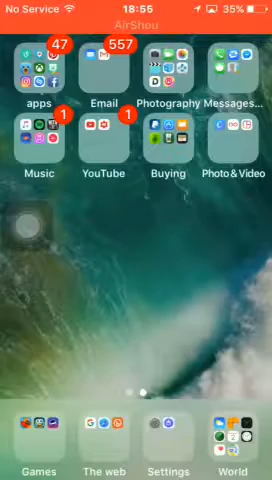 No Service 18:55 35%
AirShou
47 557
apps Email Photography Messages...
1 1
Music YouTube Buying Photo & Video
Games The web Settings World